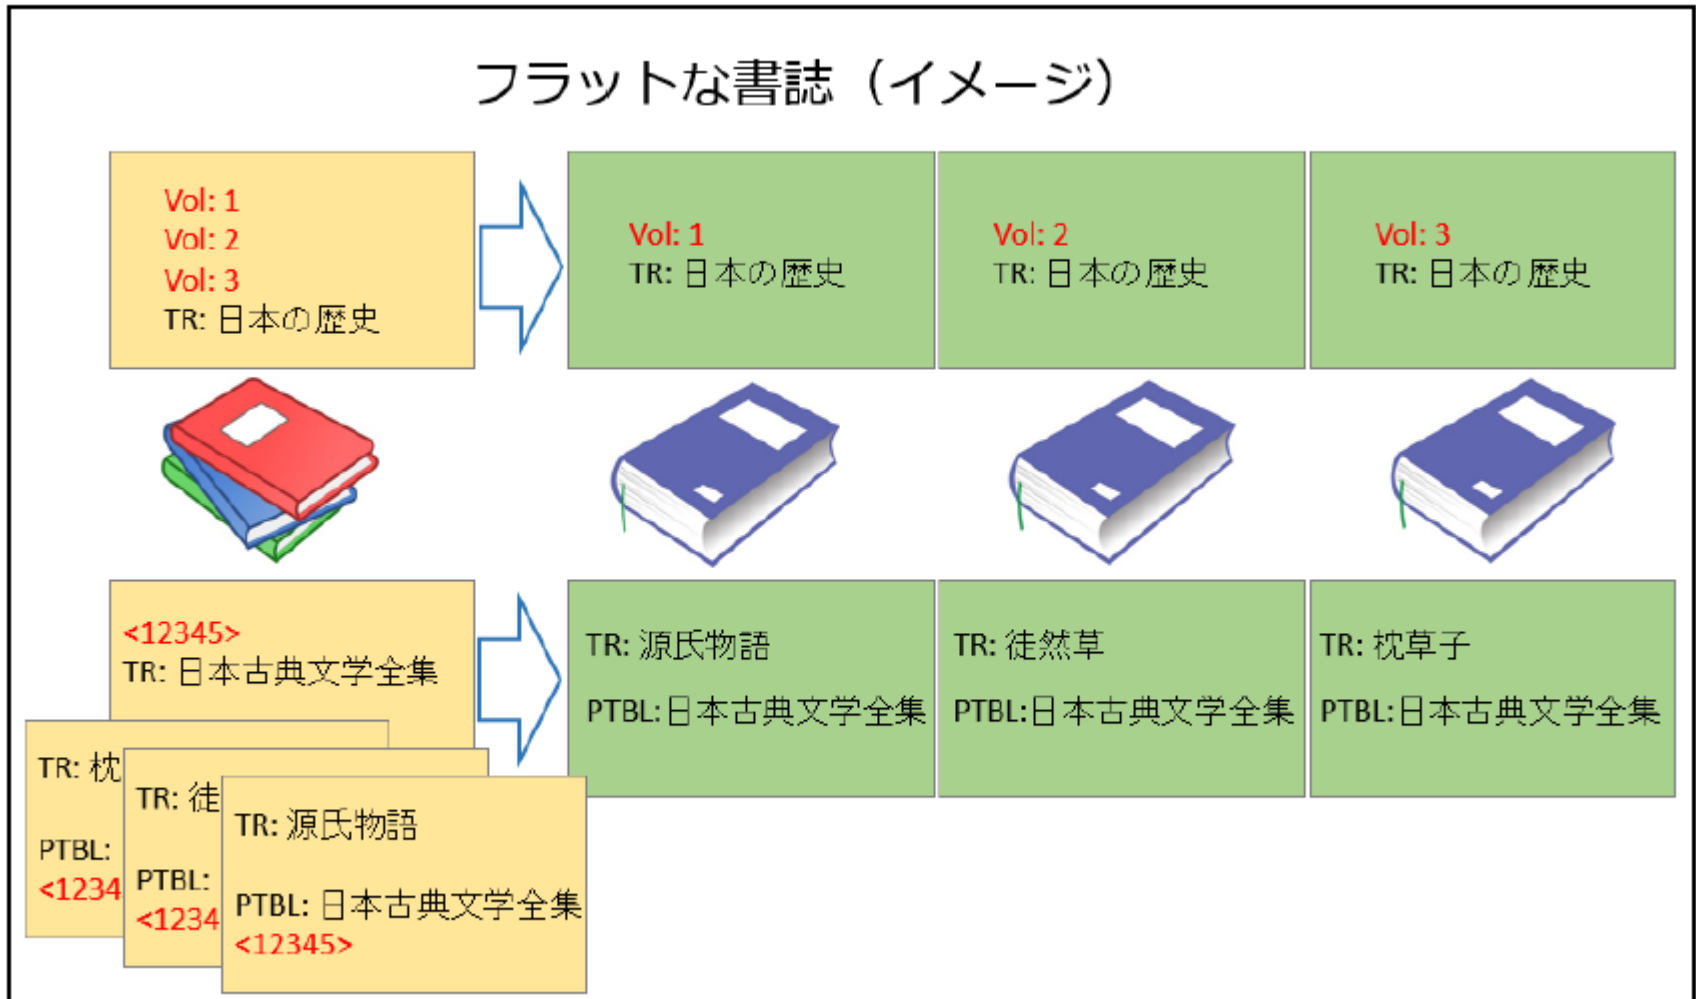 フラットな書誌（イメージ）
Vol: 1
Vol: 2
Vol: 3
TR: 日本の歴史
Vol: 1
TR: 日本の歴史
Vol: 2
TR: 日本の歴史
Vol: 3
TR: 日本の歴史
<12345>
TR: 日本古典文学全集
TR: 枕
PTBL:
<1234
TR: 徒
PTBL:
<1234
TR: 源氏物語
PTBL: 日本古典文学全集
<12345>
TR: 源氏物語
PTBL:日本古典文学全集
TR: 徒然草
PTBL:日本古典文学全集
TR: 枕草子
PTBL:日本古典文学全集